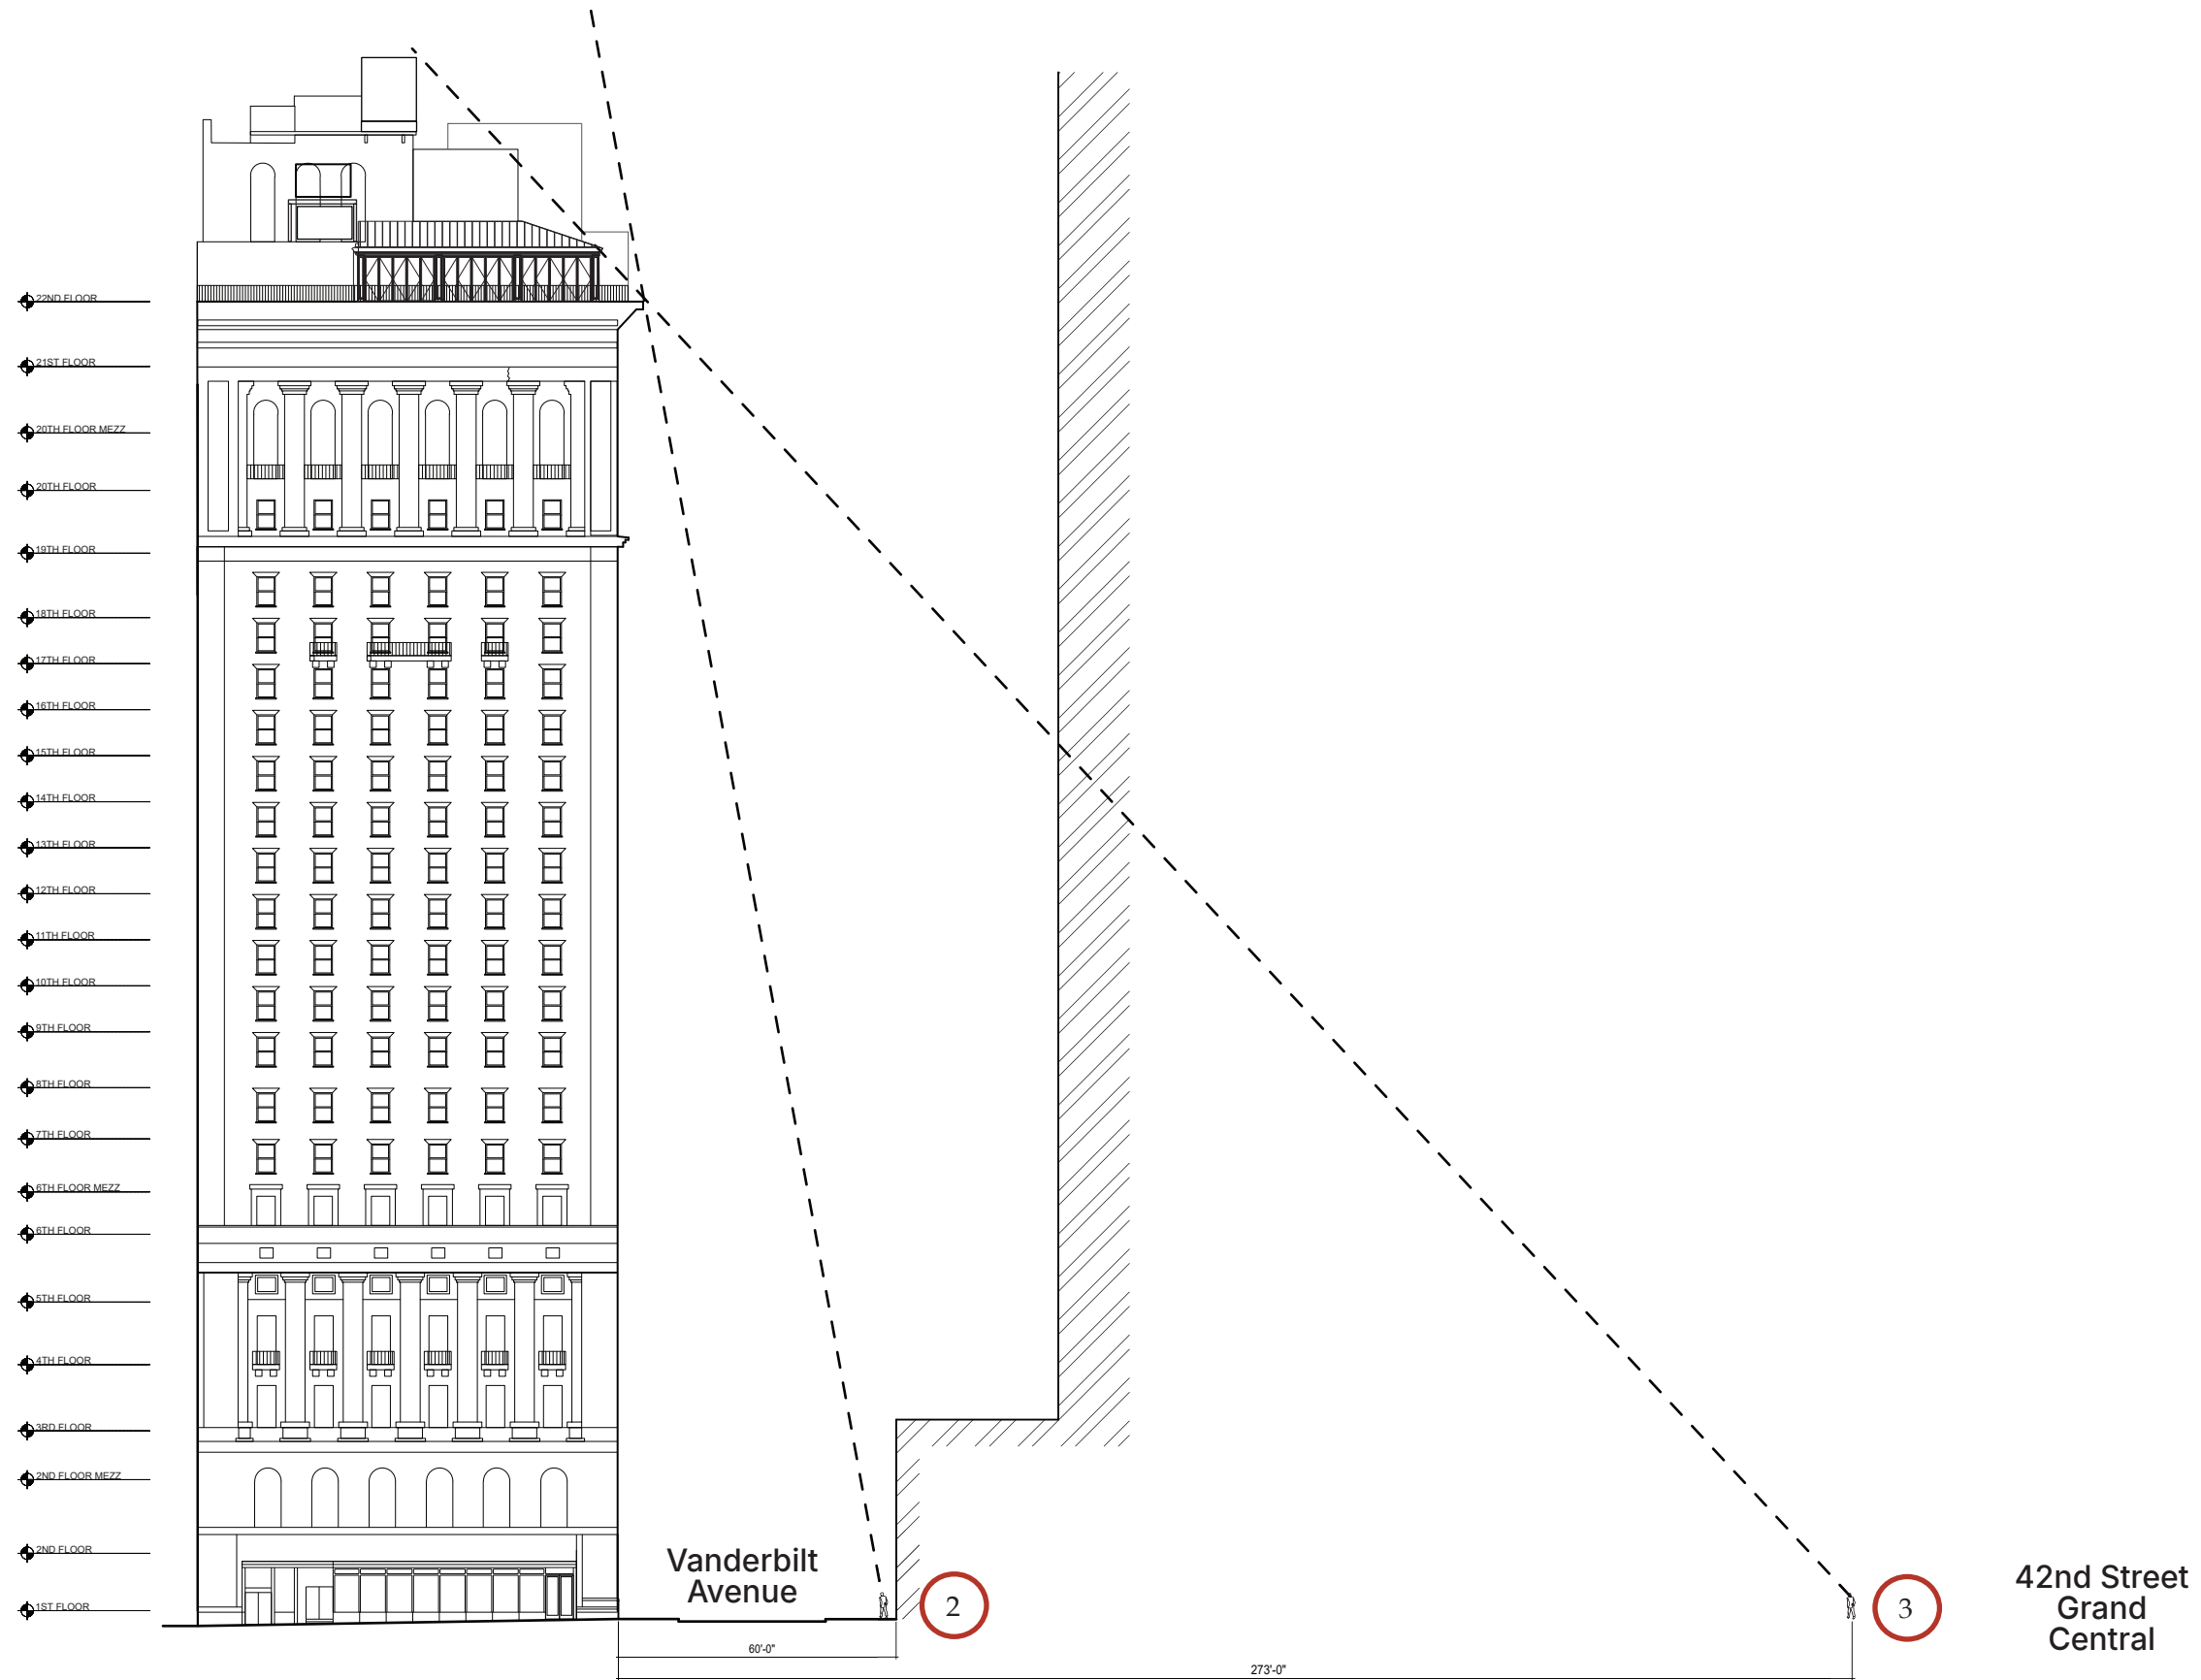 22ND FLOOR
21ST FLOOR
20TH FLOOR MEZZ
20TH FLOOR
19TH FLOOR
18TH FLOOR
17TH FLOOR
16TH FLOOR
15TH FLOOR
14TH FLOOR
13TH FLOOR
12TH FLOOR
11TH FLOOR
10TH FLOOR
9TH FLOOR
8TH FLOOR
7TH FLOOR
6TH FLOOR MEZZ
6TH FLOOR
5TH FLOOR
4TH FLOOR
3RD FLOOR
2ND FLOOR MEZZ
2ND FLOOR
1ST FLOOR
Vanderbilt
Avenue
2
3
42nd Street
Grand
Central
60'-0"
273'-0"